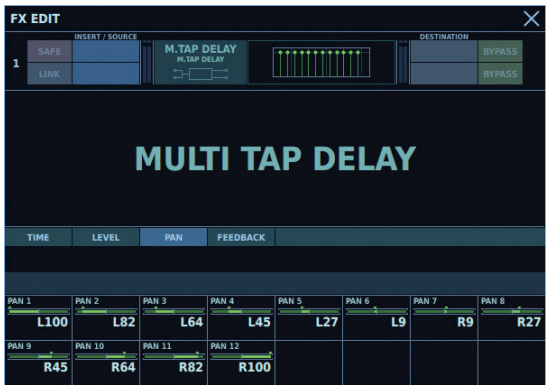 FX EDIT
INSERT / SOURCE
DESTINATION
1
SAFE
LINK
M.TAP DELAY
M.TAP DELAY
BYPASS
BYPASS
MULTI TAP DELAY
TIME LEVEL PAN FEEDBACK
PAN 1 PAN 2 PAN 3 PAN 4 PAN 5 PAN 6 PAN 7 PAN 8
L100 L82 L64 L45 L27 L9 R9 R27
PAN 9 PAN 10 PAN 11 PAN 12
R45 R64 R82 R100